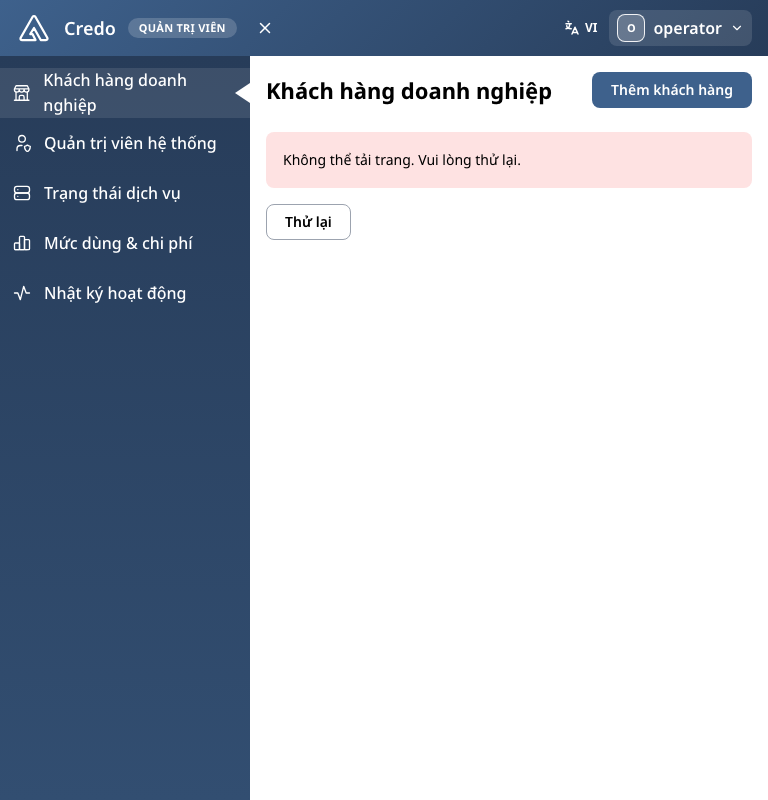 Credo
QUẢN TRỊ VIÊN
VI
O
operator
Khách hàng doanh
nghiệp
Quản trị viên hệ thống
Trạng thái dịch vụ
Mức dùng & chi phí
Nhật ký hoạt động
Khách hàng doanh nghiệp
Thêm khách hàng
Không thể tải trang. Vui lòng thử lại.
Thử lại